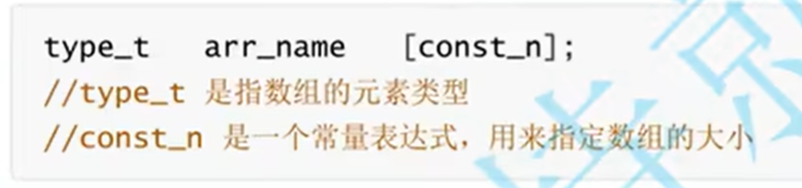 type_t   arr_name   [const_n];
//type_t 是指数组的元素类型
//const_n 是一个常量表达式，用来指定数组的大小